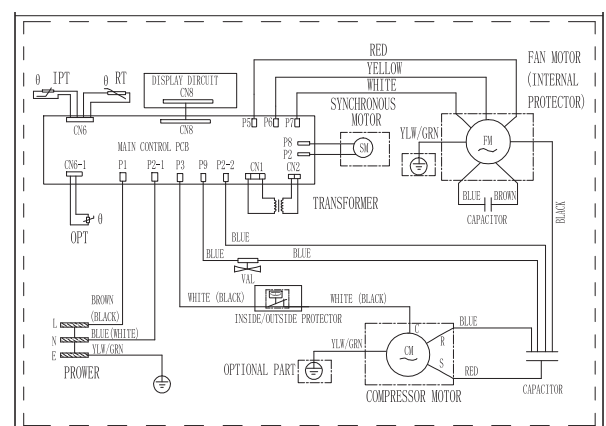 RED
YELLOW
WHITE
FAN MOTOR
(INTERNAL
PROTECTOR)
θ IPT
θ RT
DISPLAY DIRCUIT
CN8
CN6
CN8
P5
P6
P7
SYNCHRONOUS
MOTOR
YLW/GRN
FM
MAIN CONTROL PCB
P8
P2
SM
CN6-1
P1
P2-1
P3
P9
P2-2
CN1
CN2
BLUE
BROWN
CAPACITOR
BLACK
TRANSFORMER
θ
OPT
BLUE
BLUE
BLUE
VAL
BROWN
(BLACK)
WHITE (BLACK)
WHITE (BLACK)
INSIDE/OUTSIDE PROTECTOR
L
N
E
BLUE(WHITE)
YLW/GRN
PROWER
YLW/GRN
OPTIONAL PART
C
R
S
CM
BLUE
RED
CAPACITOR
COMPRESSOR MOTOR